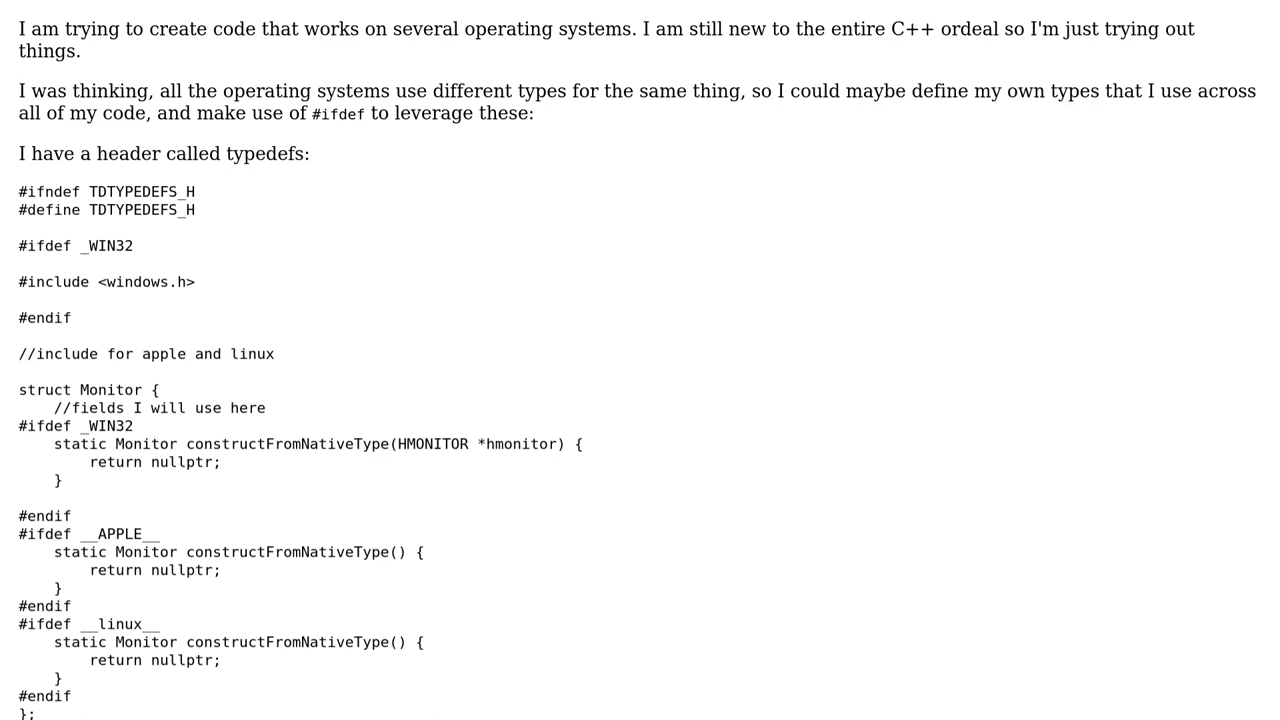 I am trying to create code that works on several operating systems. I am still new to the entire C++ ordeal so I'm just trying out
things.
I was thinking, all the operating systems use different types for the same thing, so I could maybe define my own types that I use across
all of my code, and make use of #ifdef to leverage these:
I have a header called typedefs:
#ifndef TDTYPEDEFS_H
#define TDTYPEDEFS_H
#ifdef _WIN32
#include <windows.h>
#endif
//include for apple and linux
struct Monitor {
    //fields I will use here
#ifdef _WIN32
    static Monitor constructFromNativeType(HMONITOR *hmonitor) {
        return nullptr;
    }
#endif
#ifdef __APPLE__
    static Monitor constructFromNativeType() {
        return nullptr;
    }
#endif
#ifdef __linux__
    static Monitor constructFromNativeType() {
        return nullptr;
    }
#endif
};